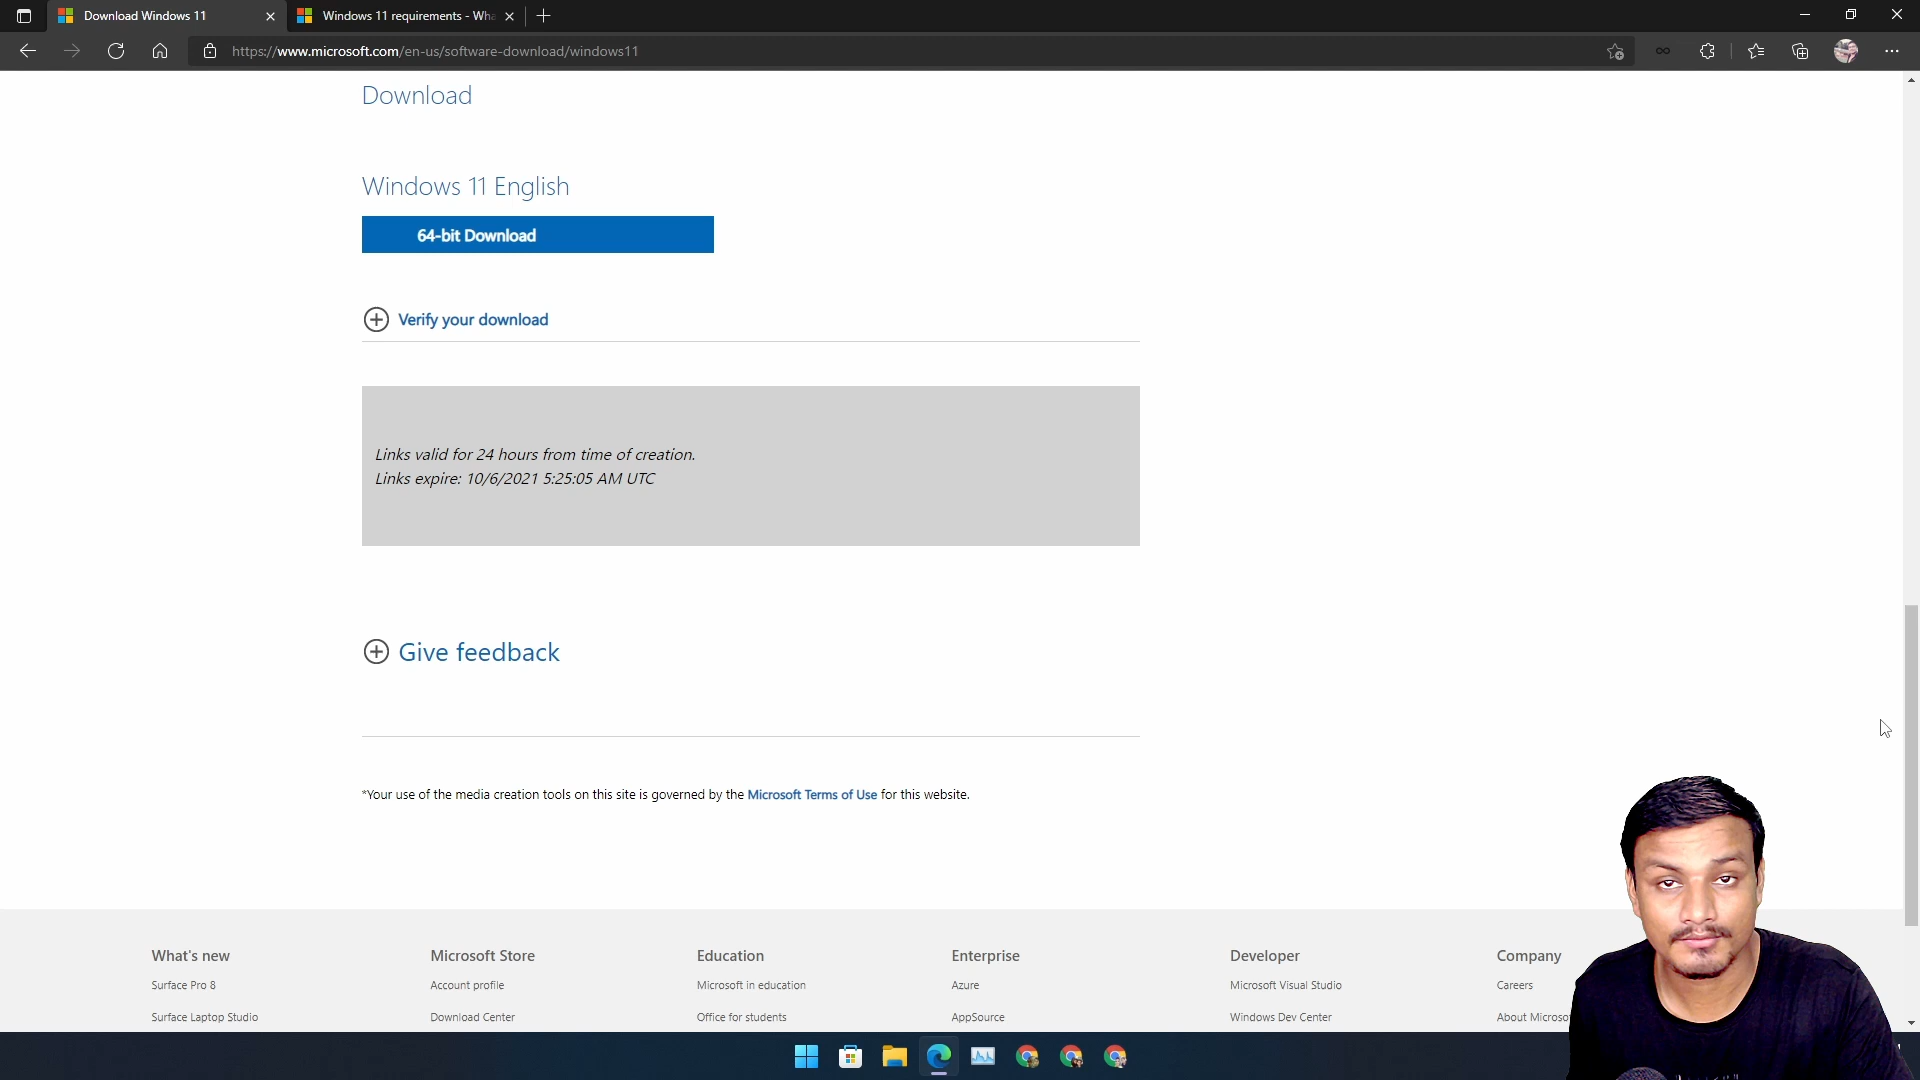 Download Windows 11
Windows 11 requirements - Wha
https://www.microsoft.com/en-us/software-download/windows11
Download
Windows 11 English
64-bit Download
Verify your download
Links valid for 24 hours from time of creation.
Links expire: 10/6/2021 5:25:05 AM UTC
Give feedback
*Your use of the media creation tools on this site is governed by the Microsoft Terms of Use for this website.
What's new Microsoft Store Education Enterprise Developer Company
Surface Pro 8 Account profile Microsoft in education Azure Microsoft Visual Studio Careers
Surface Laptop Studio Download Center Office for students AppSource Windows Dev Center About Microso